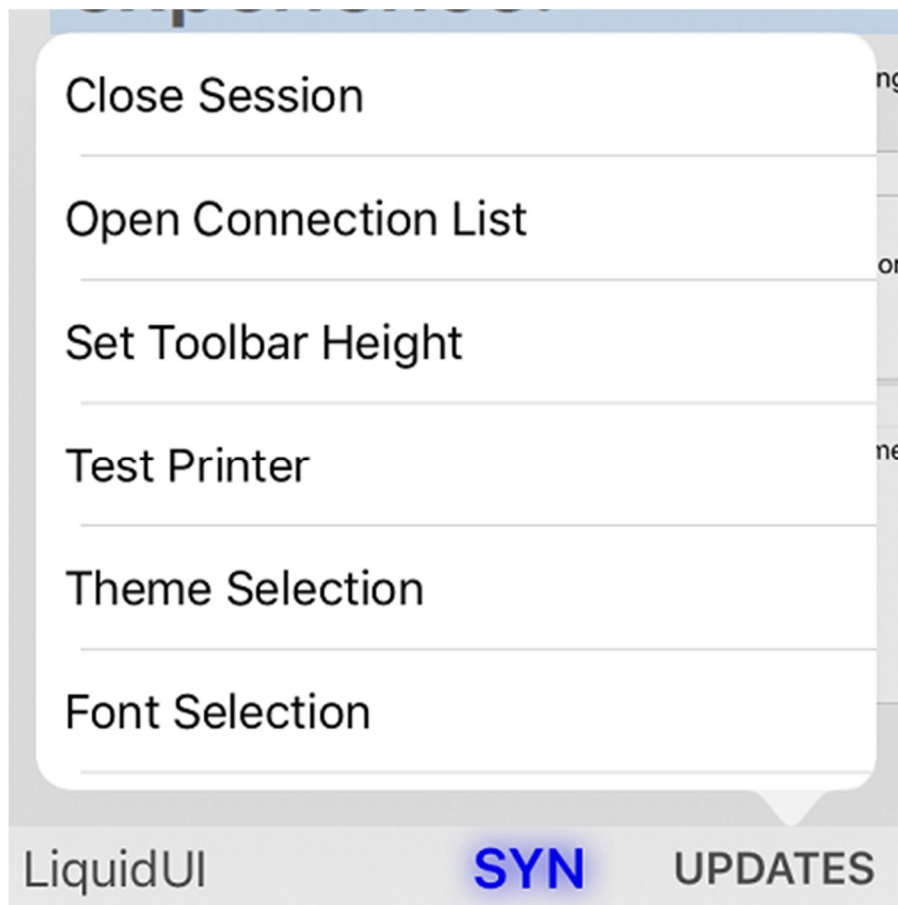 Close Session
Open Connection List
Set Toolbar Height
Test Printer
Theme Selection
Font Selection
LiquidUI SYN UPDATES